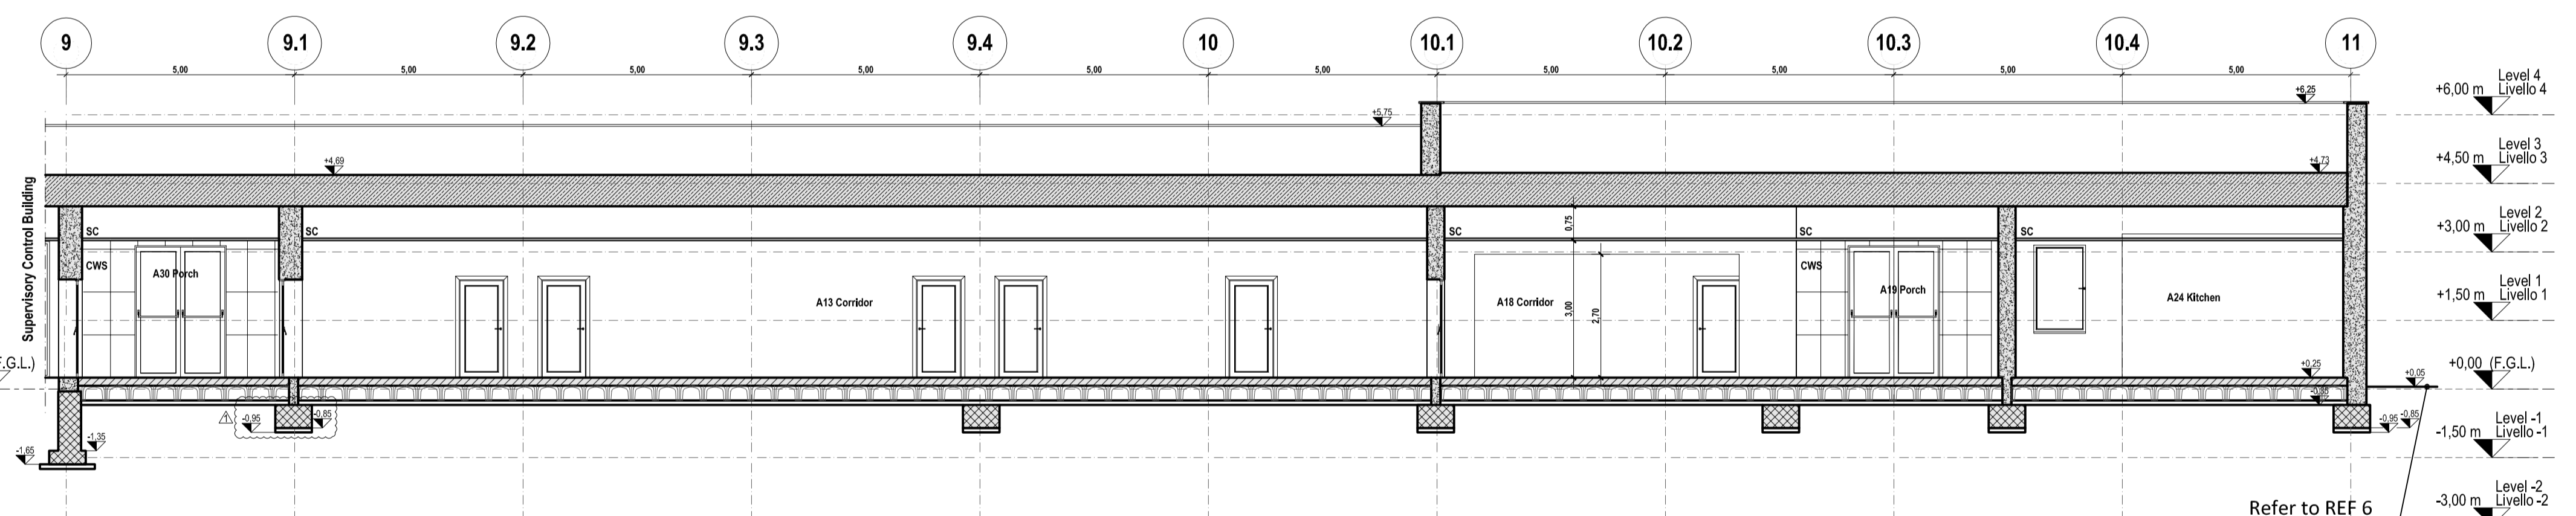 9
9.1
9.2
9.3
9.4
10
10.1
10.2
10.3
10.4
11
5,00
5,00
5,00
5,00
5,00
5,00
5,00
5,00
5,00
5,00
Level 4
+6,00 m Livello 4
+6,25
+5,75
Level 3
+4,50 m Livello 3
+4,69
+4,73
Supervisory Control Building
Level 2
+3,00 m Livello 2
0,75
SC
SC
SC
SC
SC
CWS
A30 Porch
CWS
A19 Porch
A13 Corridor
A18 Corridor
3,00
2,70
A24 Kitchen
Level 1
+1,50 m Livello 1
F.G.L.)
+0,25
+0,05
+0,00 (F.G.L.)
-0,95
-0,85
-0,95
-0,85
-1,35
-1,65
Level -1
-1,50 m Livello -1
Level -2
-3,00 m Livello -2
Refer to REF 6